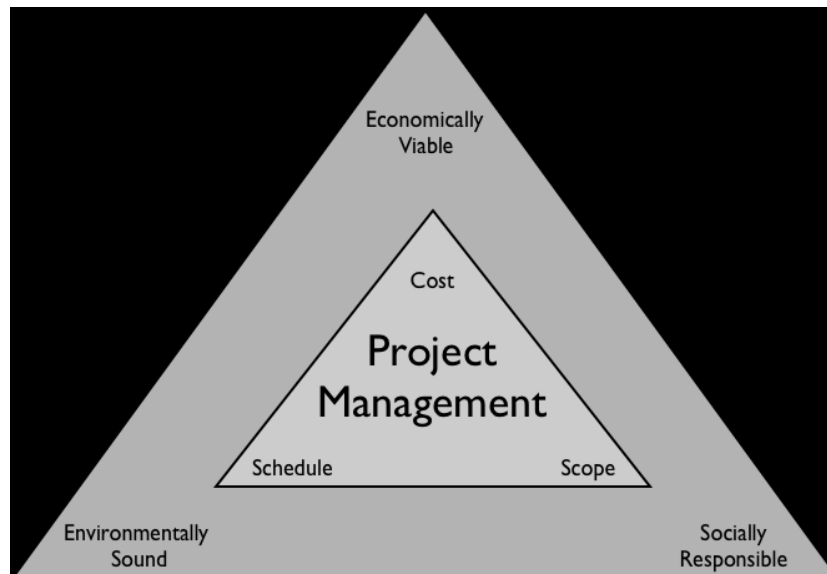 Economically
Viable
Cost
Project
Management
Schedule
Scope
Environmentally
Sound
Socially
Responsible